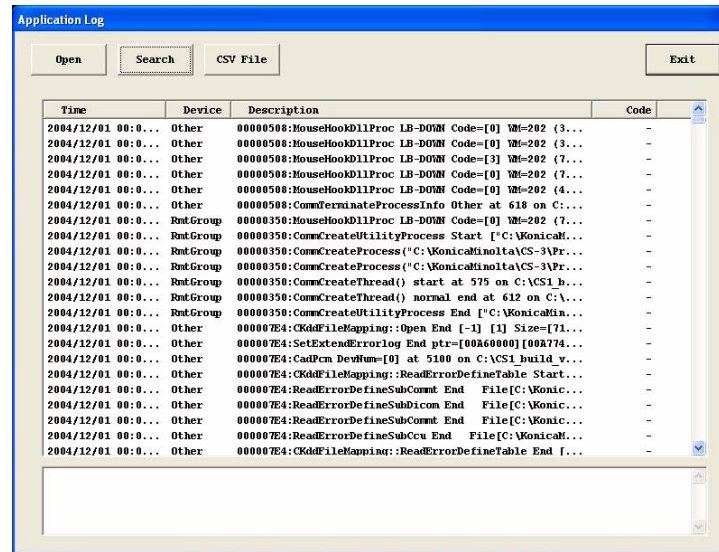 Application Log
Open Search CSV File Exit
Time Device Description Code
2004/12/01 00:0... Other 00000508:MouseHookDllProc LB-DOWN Code=[0] WM=202 (3... -
2004/12/01 00:0... Other 00000508:MouseHookDllProc LB-DOWN Code=[0] WM=202 (3... -
2004/12/01 00:0... Other 00000508:MouseHookDllProc LB-DOWN Code=[3] WM=202 (7... -
2004/12/01 00:0... Other 00000508:MouseHookDllProc LB-DOWN Code=[0] WM=202 (7... -
2004/12/01 00:0... Other 00000508:MouseHookDllProc LB-DOWN Code=[0] WM=202 (4... -
2004/12/01 00:0... Other 00000508:CommTerminateProcessInfo Other at 618 on C:... -
2004/12/01 00:0... RmtGroup 00000350:MouseHookDllProc LB-DOWN Code=[0] WM=202 (7... -
2004/12/01 00:0... RmtGroup 00000350:CommCreateUtilityProcess Start ["C:\KonicaM... -
2004/12/01 00:0... RmtGroup 00000350:CommCreateProcess("C:\KonicaMinolta\CS-3\Pr... -
2004/12/01 00:0... RmtGroup 00000350:CommCreateProcess("C:\KonicaMinolta\CS-3\Pr... -
2004/12/01 00:0... RmtGroup 00000350:CommCreateThread() start at 575 on C:\CS1_b... -
2004/12/01 00:0... RmtGroup 00000350:CommCreateThread() normal end at 612 on C:\... -
2004/12/01 00:0... RmtGroup 00000350:CommCreateUtilityProcess End ["C:\KonicaMin... -
2004/12/01 00:0... Other 000007E4:CKddFileMapping::Open End [-1] [1] Size=[71... -
2004/12/01 00:0... Other 000007E4:SetExtendErrorlog End ptr=[00A60000][00A774... -
2004/12/01 00:0... Other 000007E4:CadPcm DevNum=[0] at 5100 on C:\CS1_build_v... -
2004/12/01 00:0... Other 000007E4:CKddFileMapping::ReadErrorDefineTable Start... -
2004/12/01 00:0... Other 000007E4:ReadErrorDefineSubCommt End File[C:\Konic... -
2004/12/01 00:0... Other 000007E4:ReadErrorDefineSubDicom End File[C:\Konic... -
2004/12/01 00:0... Other 000007E4:ReadErrorDefineSubCommt End File[C:\Konic... -
2004/12/01 00:0... Other 000007E4:ReadErrorDefineSubCcu End File[C:\KonicaM... -
2004/12/01 00:0... Other 000007E4:CKddFileMapping::ReadErrorDefineTable End [... -